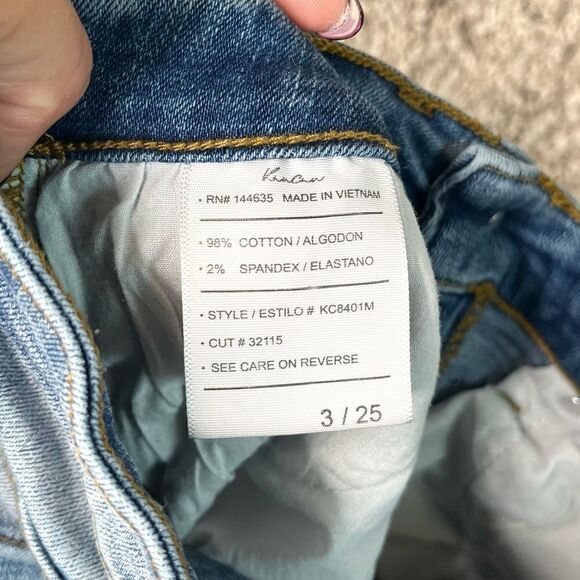 KanCan
• RN# 144635 MADE IN VIETNAM
• 98% COTTON / ALGODON
• 2% SPANDEX / ELASTANO
• STYLE / ESTILO # KC8401M
• CUT # 32115
• SEE CARE ON REVERSE
3 / 25